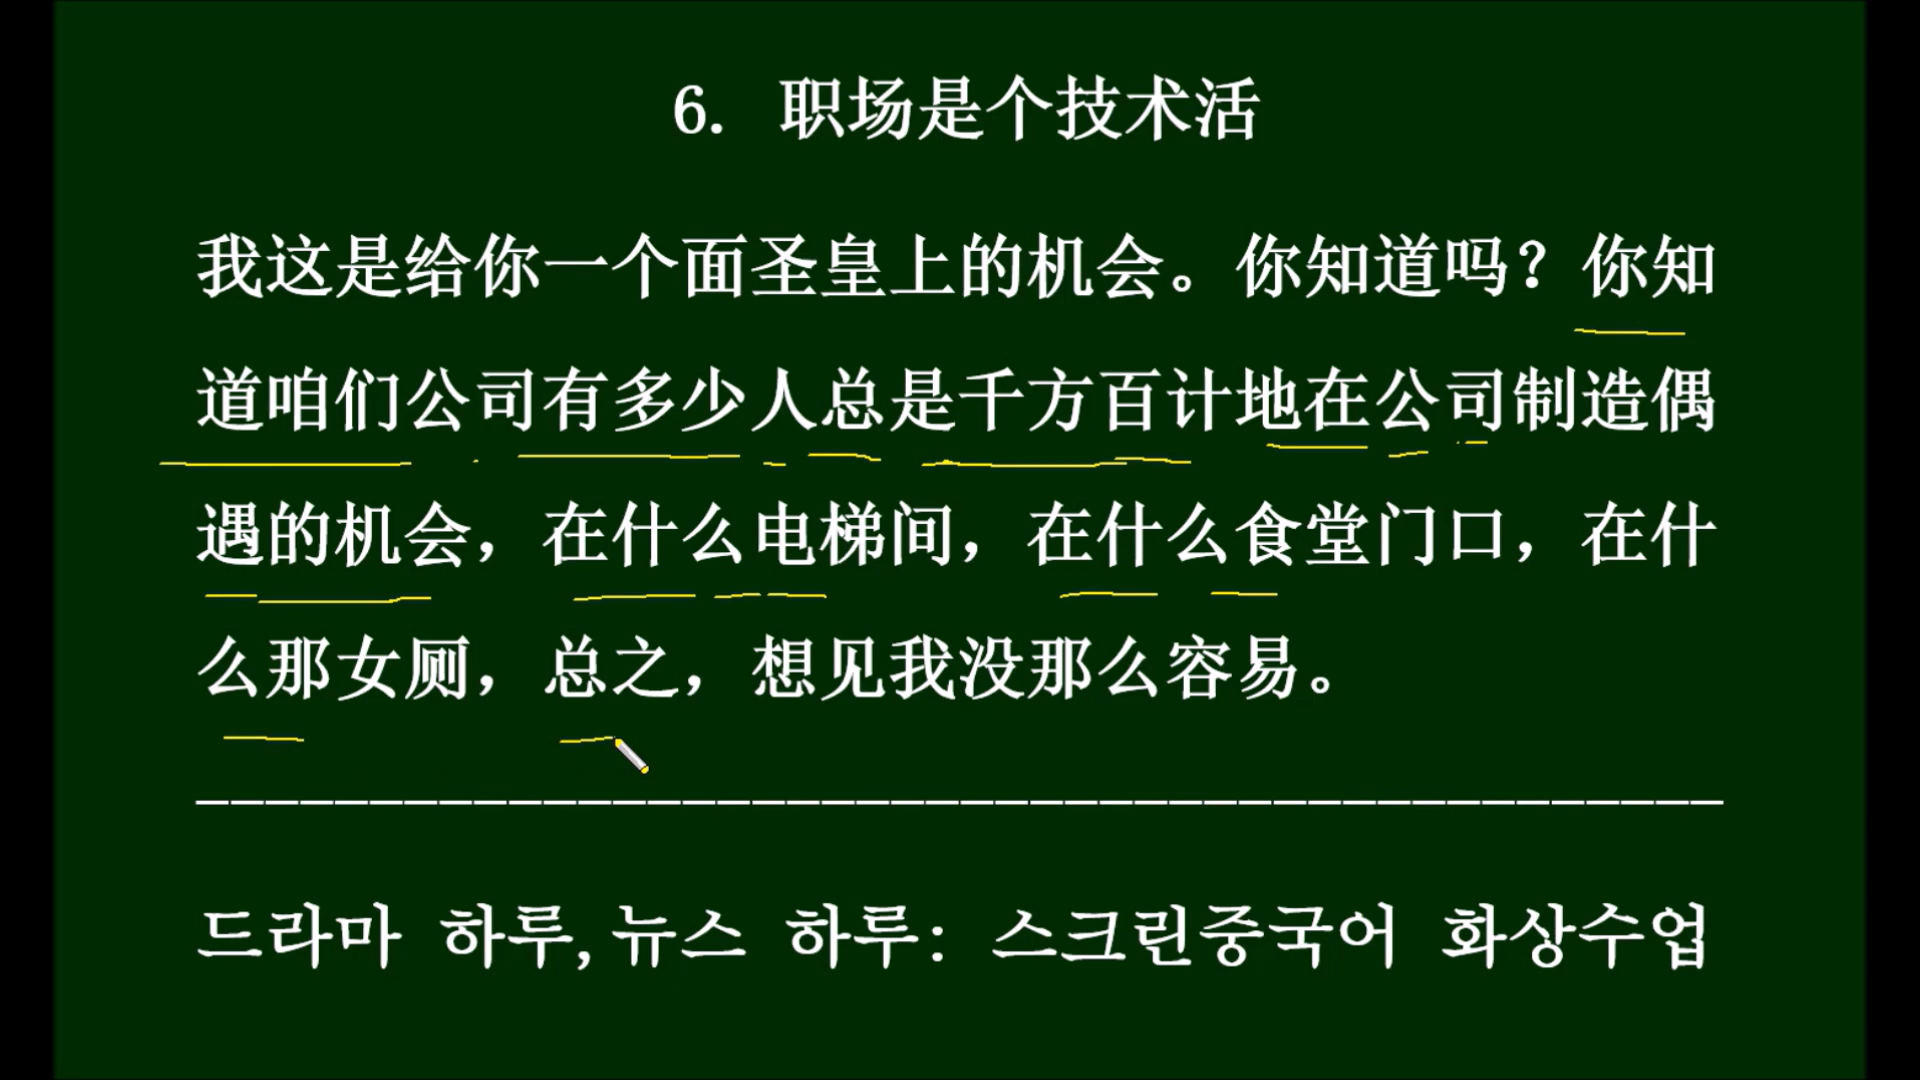 6. 职场是个技术活
我这是给你一个面圣皇上的机会。你知道吗？你知
道咱们公司有多少人总是千方百计地在公司制造偶
遇的机会，在什么电梯间，在什么食堂门口，在什
么那女厕，总之，想见我没那么容易。
드라마 하루,뉴스 하루: 스크린중국어 화상수업